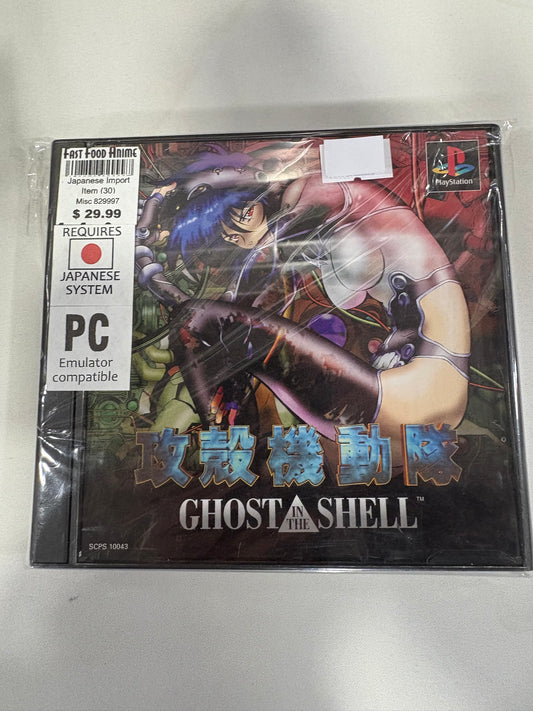 Fast Food Anime
Japanese Import
Item (30)
Misc 829997
$ 29.99
REQUIRES
JAPANESE
SYSTEM
PC
Emulator
compatible
PlayStation
攻殻機動隊
GHOST IN THE SHELL™
SCPS 10043